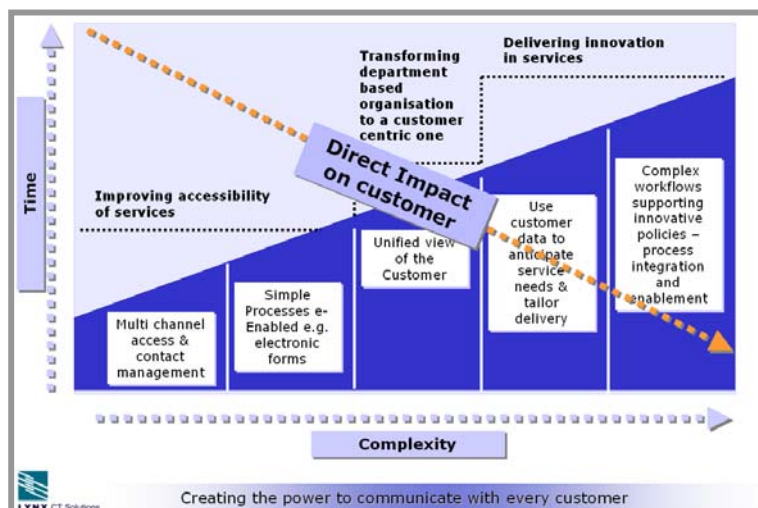 Delivering innovation
in services
Transforming
department
based
organisation
to a customer
centric one
Direct Impact
on customer
Time
Improving accessibility
of services
Complex
workflows
supporting
innovative
policies –
process
integration
and
enablement
Use
customer
data to
anticipate
service
needs &
tailor
delivery
Unified view
of the
Customer
Simple
Processes e-
Enabled e.g.
electronic
forms
Multi channel
access &
contact
management
Complexity
LYNX CT Solutions
Creating the power to communicate with every customer